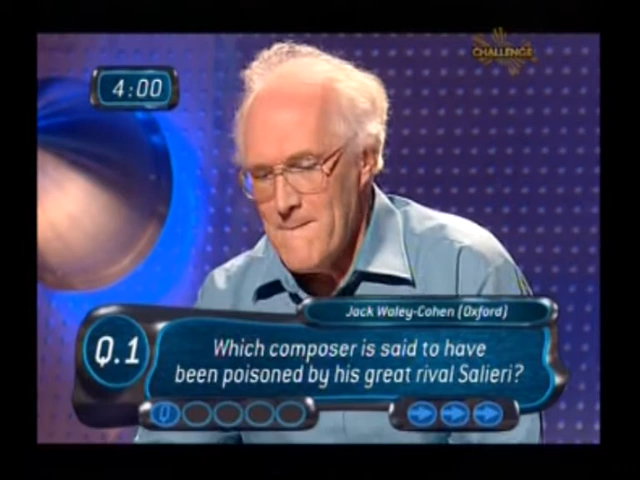 CHALLENGE
4:00
Jack Waley-Cohen (Oxford)
Q.1
Which composer is said to have
been poisoned by his great rival Salieri?